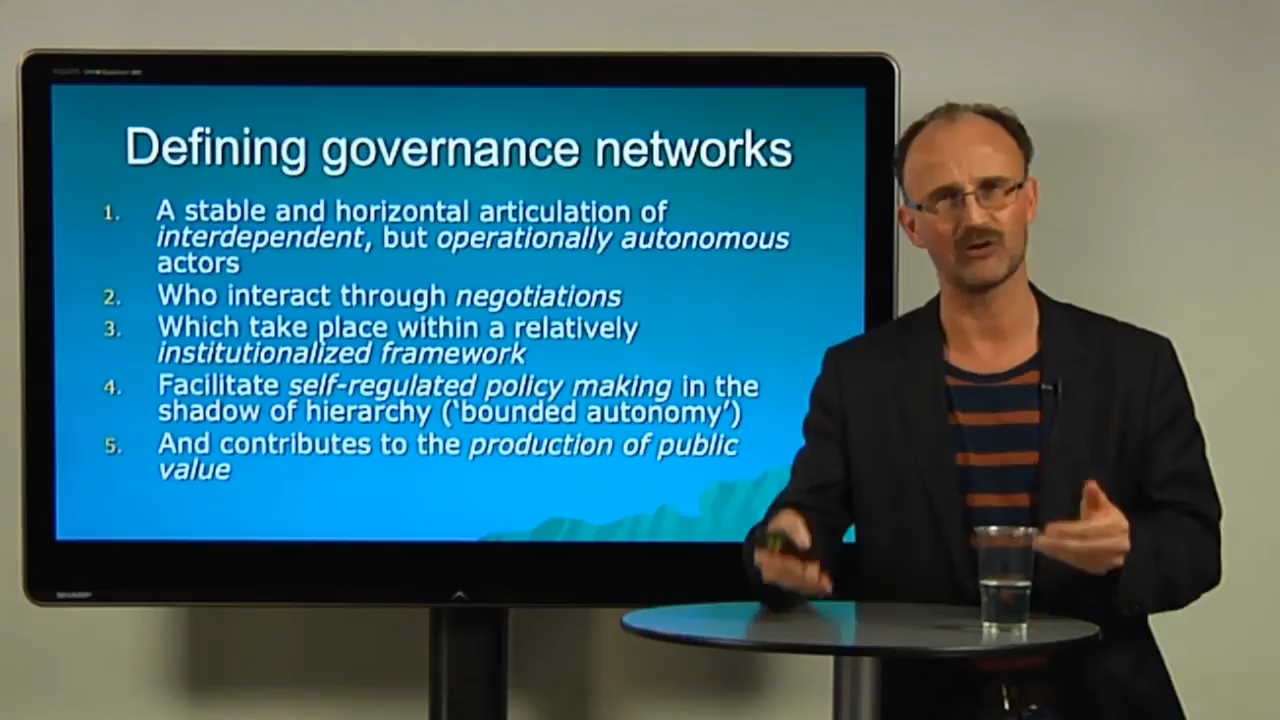 Defining governance networks
1. A stable and horizontal articulation of
interdependent, but operationally autonomous
actors
2. Who interact through negotiations
3. Which take place within a relatively
institutionalized framework
4. Facilitate self-regulated policy making in the
shadow of hierarchy (‘bounded autonomy’)
5. And contributes to the production of public
value
SHARP